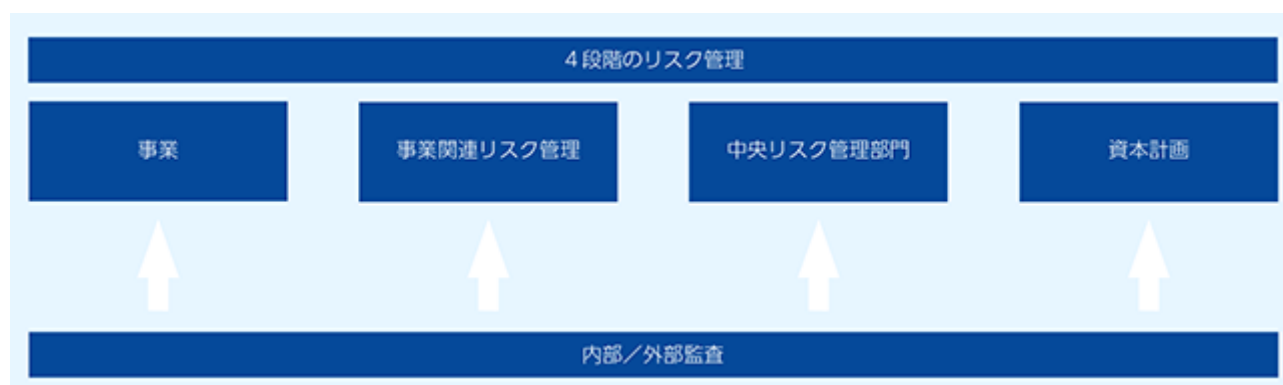 4段階のリスク管理
事業
事業関連リスク管理
中央リスク管理部門
資本計画
内部／外部監査